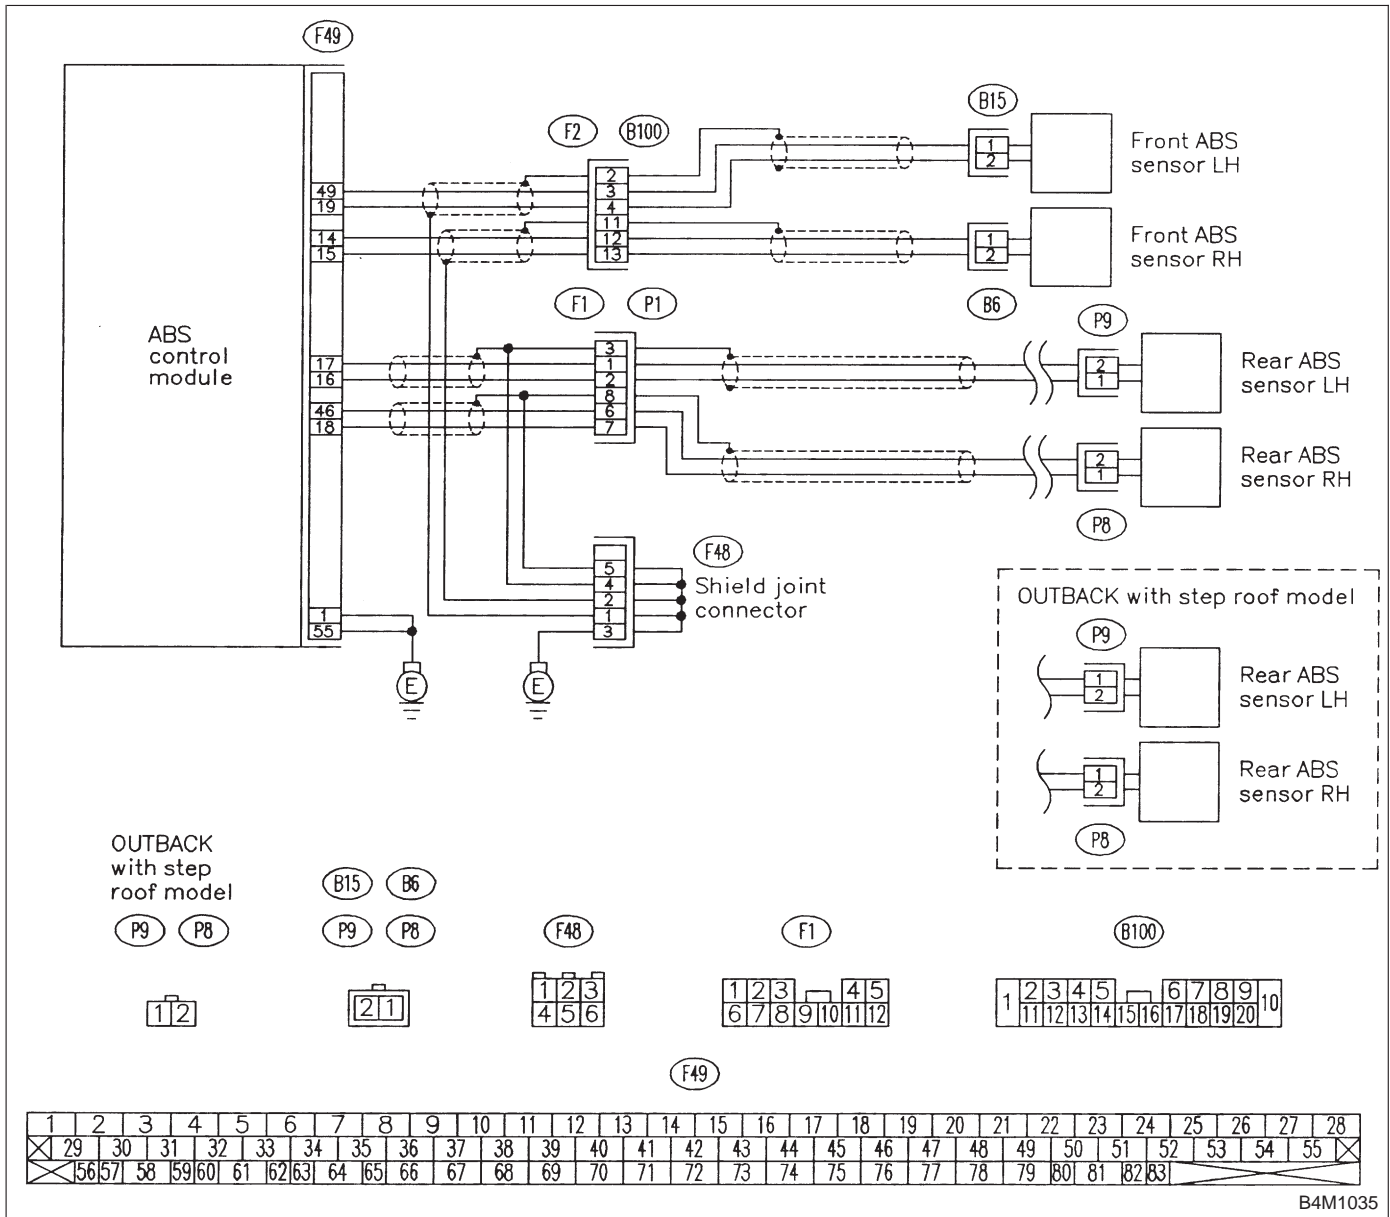 F49
B15
F2 B100
1
2
Front ABS
sensor LH
49
19
14
15
2
3
4
11
12
13
1
2
Front ABS
sensor RH
F1 P1
B6
P9
ABS
control
module
17
16
46
18
3
1
2
8
6
7
2
1
Rear ABS
sensor LH
2
1
Rear ABS
sensor RH
P8
F48
5
4
2
1
3
Shield joint
connector
1
55
E
E
OUTBACK with step roof model
P9
1
2
Rear ABS
sensor LH
1
2
Rear ABS
sensor RH
P8
OUTBACK
with step
roof model
P9 P8
1 2
B15 B6
P9 P8
2 1
F48
1 2 3
4 5 6
F1
1 2 3 4 5
6 7 8 9 10 11 12
B100
1 2 3 4 5 6 7 8 9 10
11 12 13 14 15 16 17 18 19 20
F49
1 2 3 4 5 6 7 8 9 10 11 12 13 14 15 16 17 18 19 20 21 22 23 24 25 26 27 28
29 30 31 32 33 34 35 36 37 38 39 40 41 42 43 44 45 46 47 48 49 50 51 52 53 54 55
56 57 58 59 60 61 62 63 64 65 66 67 68 69 70 71 72 73 74 75 76 77 78 79 80 81 82 83
B4M1035